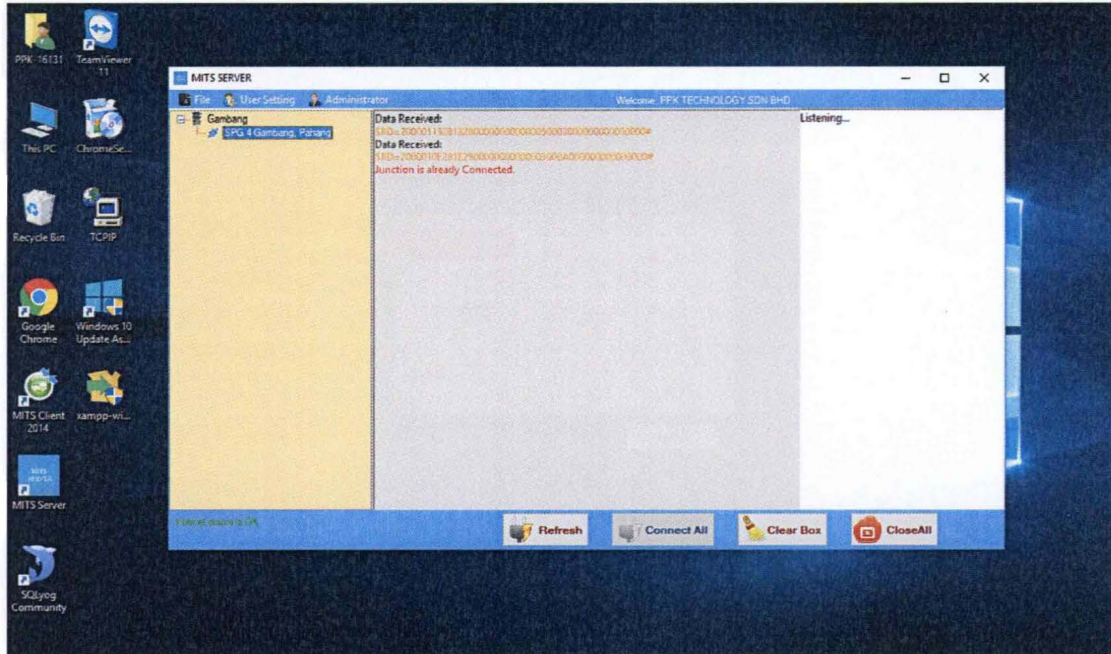 PPK-16131
TeamViewer
11
This PC
ChromeSe...
Recycle Bin
TCPIP
Google
Chrome
Windows 10
Update As...
MITS Client
2014
xampp-wi...
MITS Server
SQLyog
Community
MITS SERVER
File User Setting Administrator Welcome: PPK TECHNOLOGY SDN BHD
Gambang
SPG 4 Gambang, Pahang
Data Received:
Data Received:
Junction is already Connected.
Listening...
Refresh
Connect All
Clear Box
CloseAll